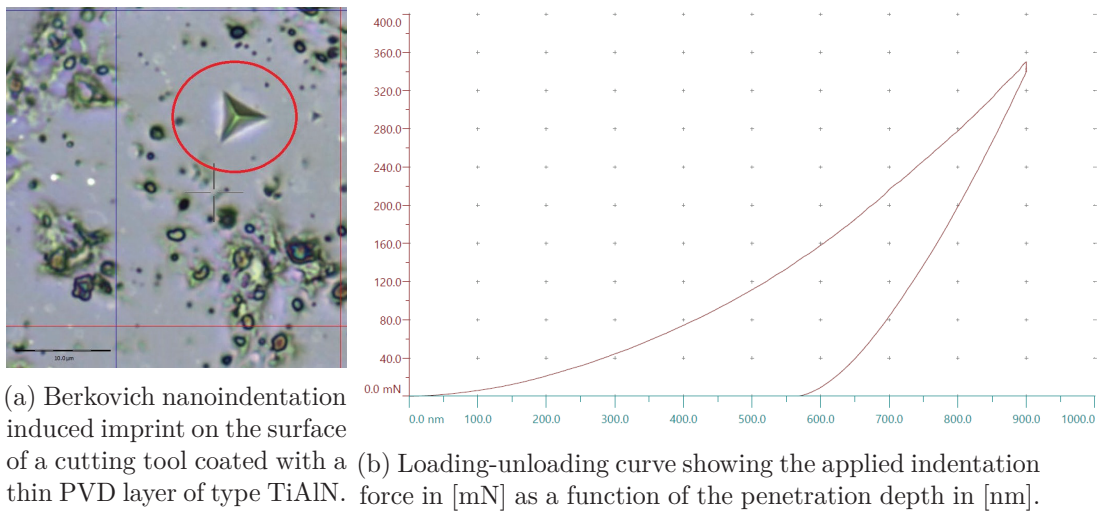 10.0μm
400.0
360.0
320.0
280.0
240.0
200.0
160.0
120.0
80.0
40.0
0.0 mN
0.0 nm 100.0 200.0 300.0 400.0 500.0 600.0 700.0 800.0 900.0 1000.0
(a) Berkovich nanoindentation
induced imprint on the surface
of a cutting tool coated with a
thin PVD layer of type TiAlN.
(b) Loading-unloading curve showing the applied indentation
force in [mN] as a function of the penetration depth in [nm].